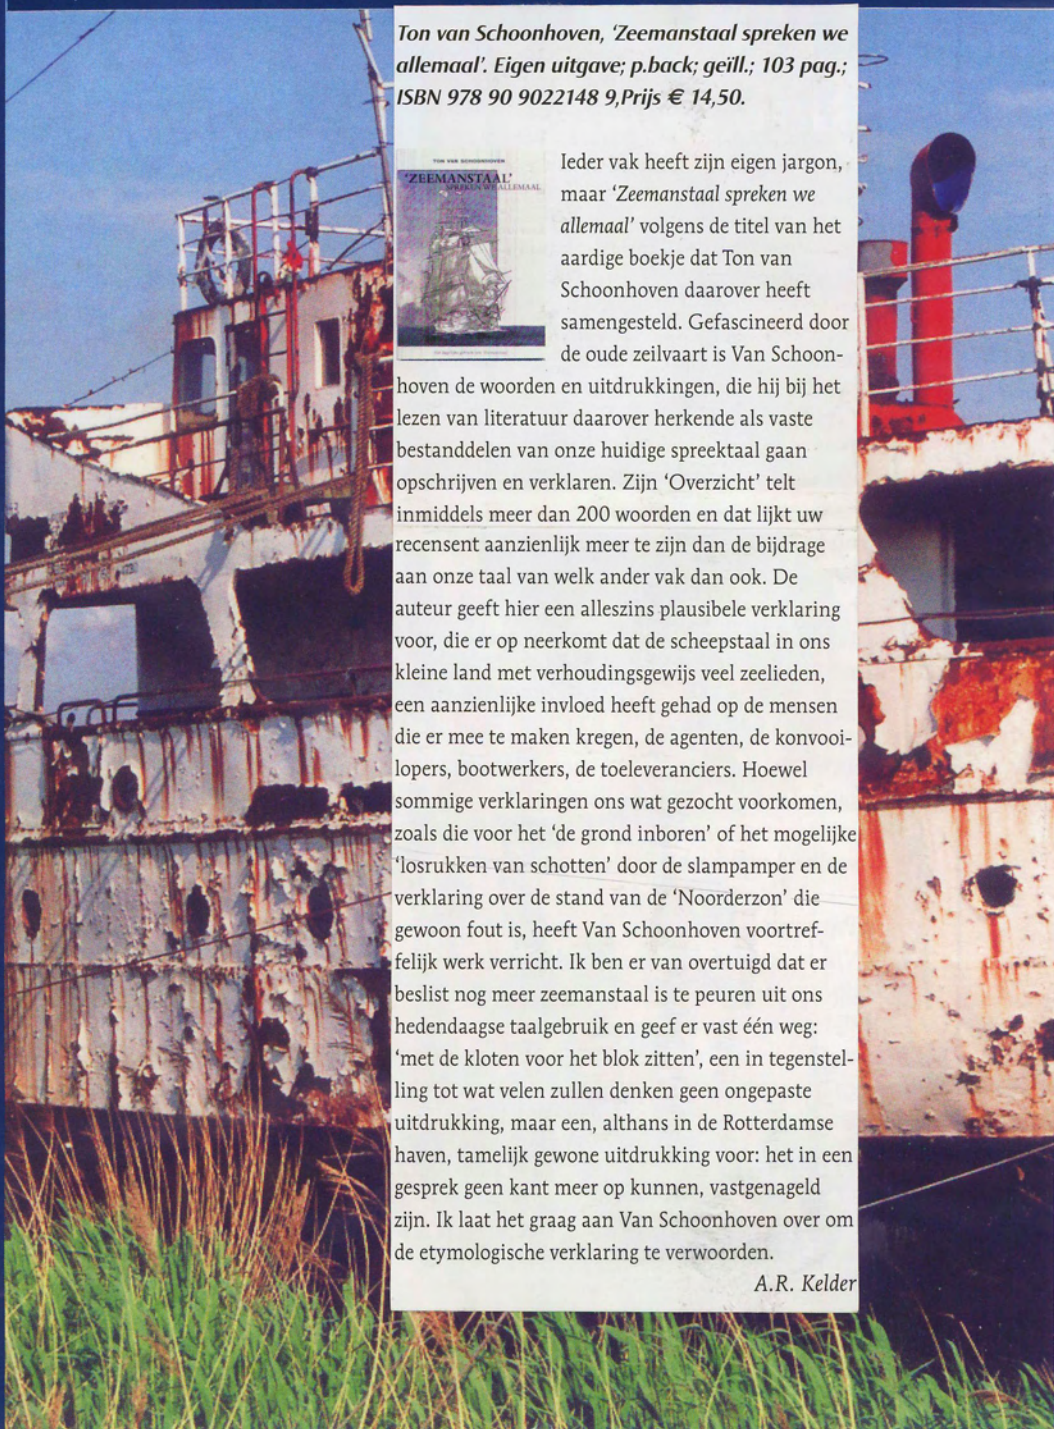 Ton van Schoonhoven, ‘Zeemanstaal spreken we
allemaal’. Eigen uitgave; p.back; geïll.; 103 pag.;
ISBN 978 90 9022148 9,Prijs € 14,50.
TON VAN SCHOONHOVEN
‘ZEEMANSTAAL’
SPREKEN WE ALLEMAAL
Ieder vak heeft zijn eigen jargon,
maar ‘Zeemanstaal spreken we
allemaal’ volgens de titel van het
aardige boekje dat Ton van
Schoonhoven daarover heeft
samengesteld. Gefascineerd door
de oude zeilvaart is Van Schoon-
hoven de woorden en uitdrukkingen, die hij bij het
lezen van literatuur daarover herkende als vaste
bestanddelen van onze huidige spreektaal gaan
opschrijven en verklaren. Zijn ‘Overzicht’ telt
inmiddels meer dan 200 woorden en dat lijkt uw
recensent aanzienlijk meer te zijn dan de bijdrage
aan onze taal van welk ander vak dan ook. De
auteur geeft hier een alleszins plausibele verklaring
voor, die er op neerkomt dat de scheepstaal in ons
kleine land met verhoudingsgewijs veel zeelieden,
een aanzienlijke invloed heeft gehad op de mensen
die er mee te maken kregen, de agenten, de konvooi-
lopers, bootwerkers, de toeleveranciers. Hoewel
sommige verklaringen ons wat gezocht voorkomen,
zoals die voor het ‘de grond inboren’ of het mogelijke
‘losrukken van schotten’ door de slampamper en de
verklaring over de stand van de ‘Noorderzon’ die
gewoon fout is, heeft Van Schoonhoven voortref-
felijk werk verricht. Ik ben er van overtuigd dat er
beslist nog meer zeemanstaal is te peuren uit ons
hedendaagse taalgebruik en geef er vast één weg:
‘met de kloten voor het blok zitten’, een in tegenstel-
ling tot wat velen zullen denken geen ongepaste
uitdrukking, maar een, althans in de Rotterdamse
haven, tamelijk gewone uitdrukking voor: het in een
gesprek geen kant meer op kunnen, vastgenageld
zijn. Ik laat het graag aan Van Schoonhoven over om
de etymologische verklaring te verwoorden.
A.R. Kelder